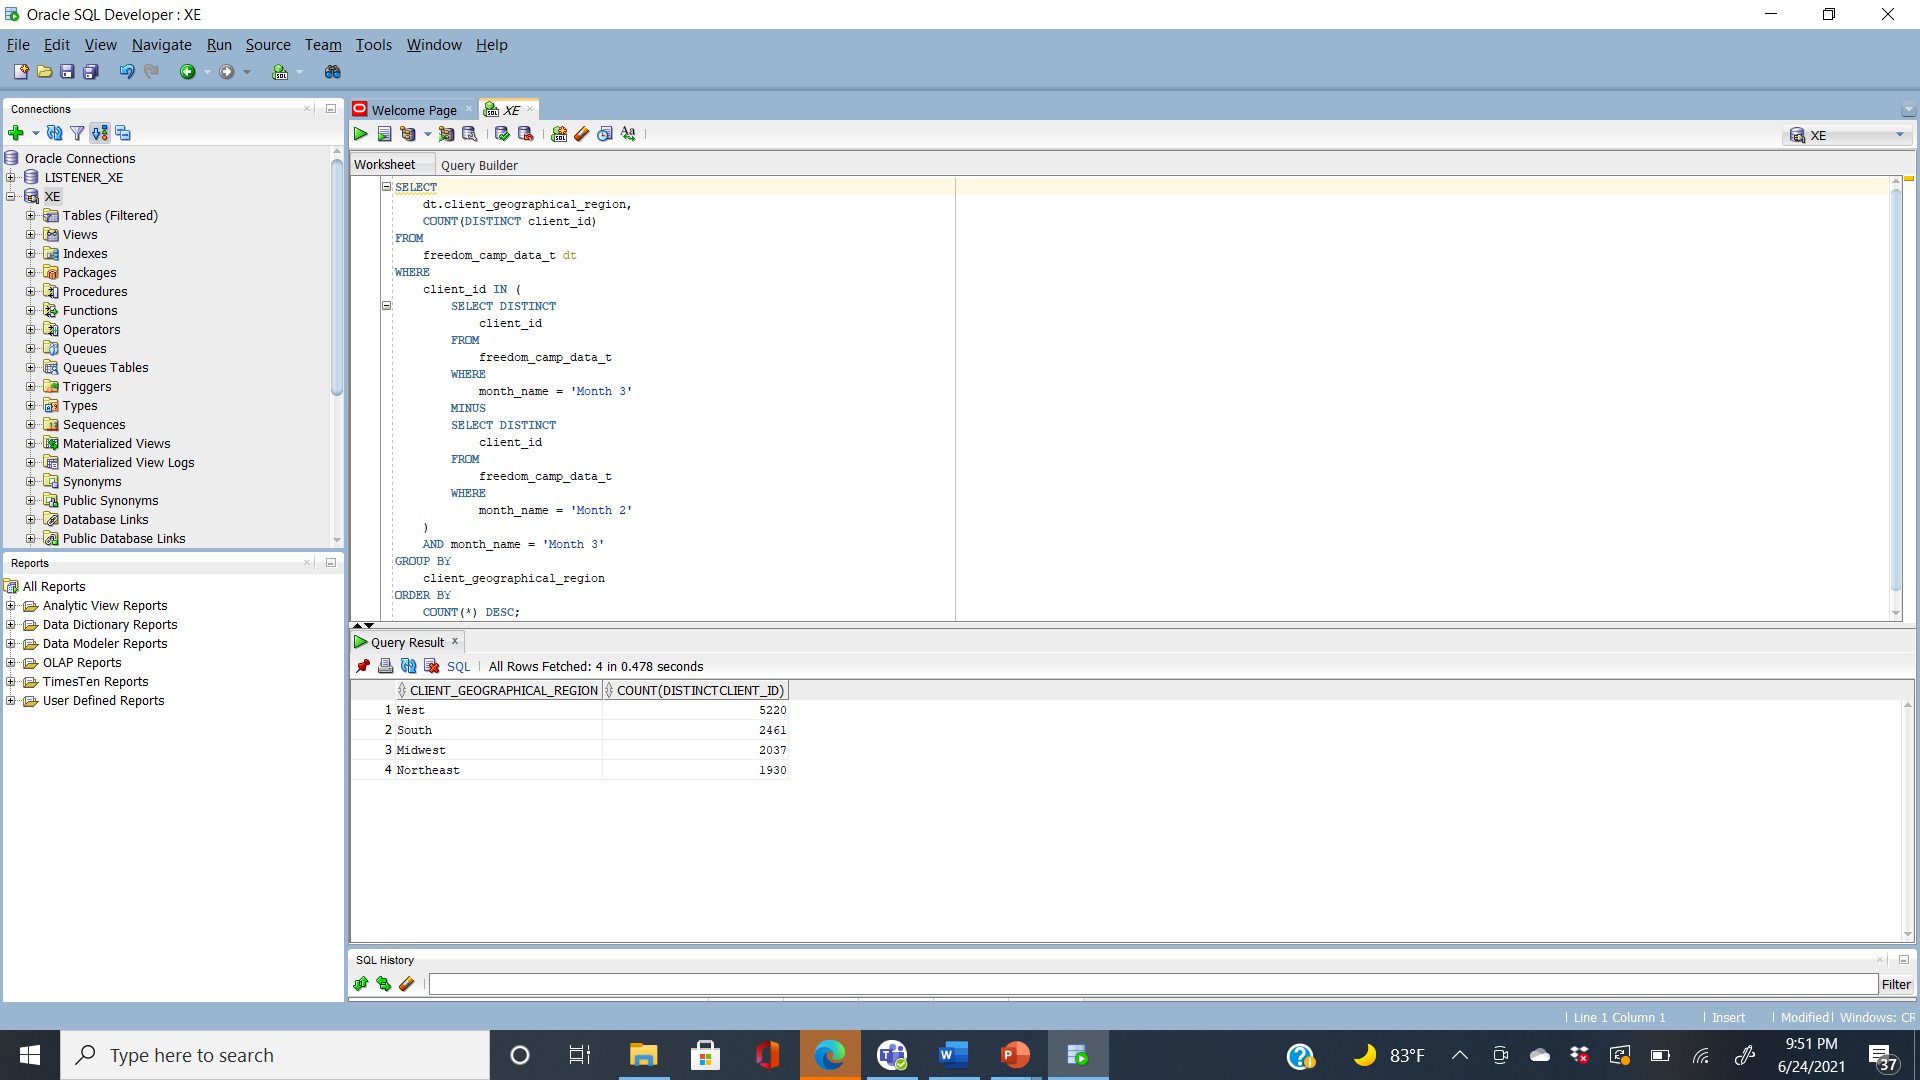 Oracle SQL Developer : XE
File Edit View Navigate Run Source Team Tools Window Help
Connections
Oracle Connections
LISTENER_XE
XE
Tables (Filtered)
Views
Indexes
Packages
Procedures
Functions
Operators
Queues
Queues Tables
Triggers
Types
Sequences
Materialized Views
Materialized View Logs
Synonyms
Public Synonyms
Database Links
Public Database Links
Reports
All Reports
Analytic View Reports
Data Dictionary Reports
Data Modeler Reports
OLAP Reports
TimesTen Reports
User Defined Reports
Welcome Page XE
XE
Worksheet Query Builder
SELECT
dt.client_geographical_region,
COUNT(DISTINCT client_id)
FROM
freedom_camp_data_t dt
WHERE
client_id IN (
SELECT DISTINCT
client_id
FROM
freedom_camp_data_t
WHERE
month_name = 'Month 3'
MINUS
SELECT DISTINCT
client_id
FROM
freedom_camp_data_t
WHERE
month_name = 'Month 2'
)
AND month_name = 'Month 3'
GROUP BY
client_geographical_region
ORDER BY
COUNT(*) DESC;
Query Result
SQL | All Rows Fetched: 4 in 0.478 seconds
CLIENT_GEOGRAPHICAL_REGION COUNT(DISTINCTCLIENT_ID)
1 West 5220
2 South 2461
3 Midwest 2037
4 Northeast 1930
SQL History
Filter
Line 1 Column 1 | Insert | Modified | Windows: CR
Type here to search
83°F
9:51 PM
6/24/2021
37